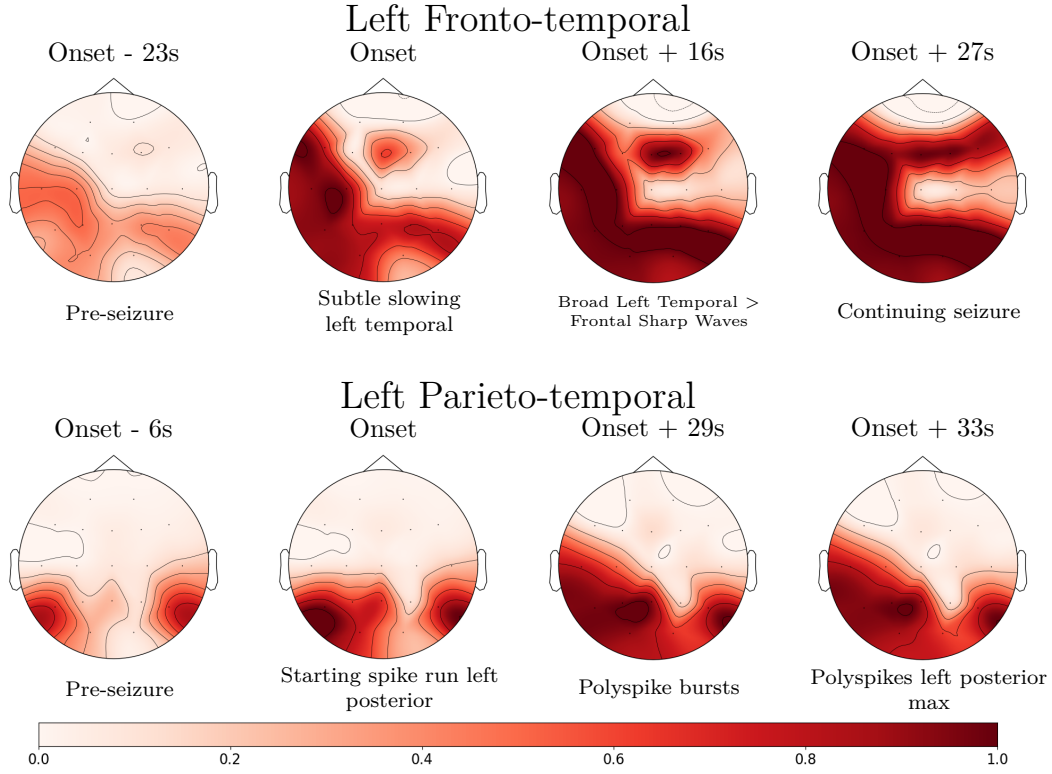 Left Fronto-temporal
Onset - 23s
Onset
Onset + 16s
Onset + 27s
Pre-seizure
Subtle slowing
left temporal
Broad Left Temporal >
Frontal Sharp Waves
Continuing seizure
Left Parieto-temporal
Onset - 6s
Onset
Onset + 29s
Onset + 33s
Pre-seizure
Starting spike run left
posterior
Polyspike bursts
Polyspikes left posterior
max
0.0
0.2
0.4
0.6
0.8
1.0